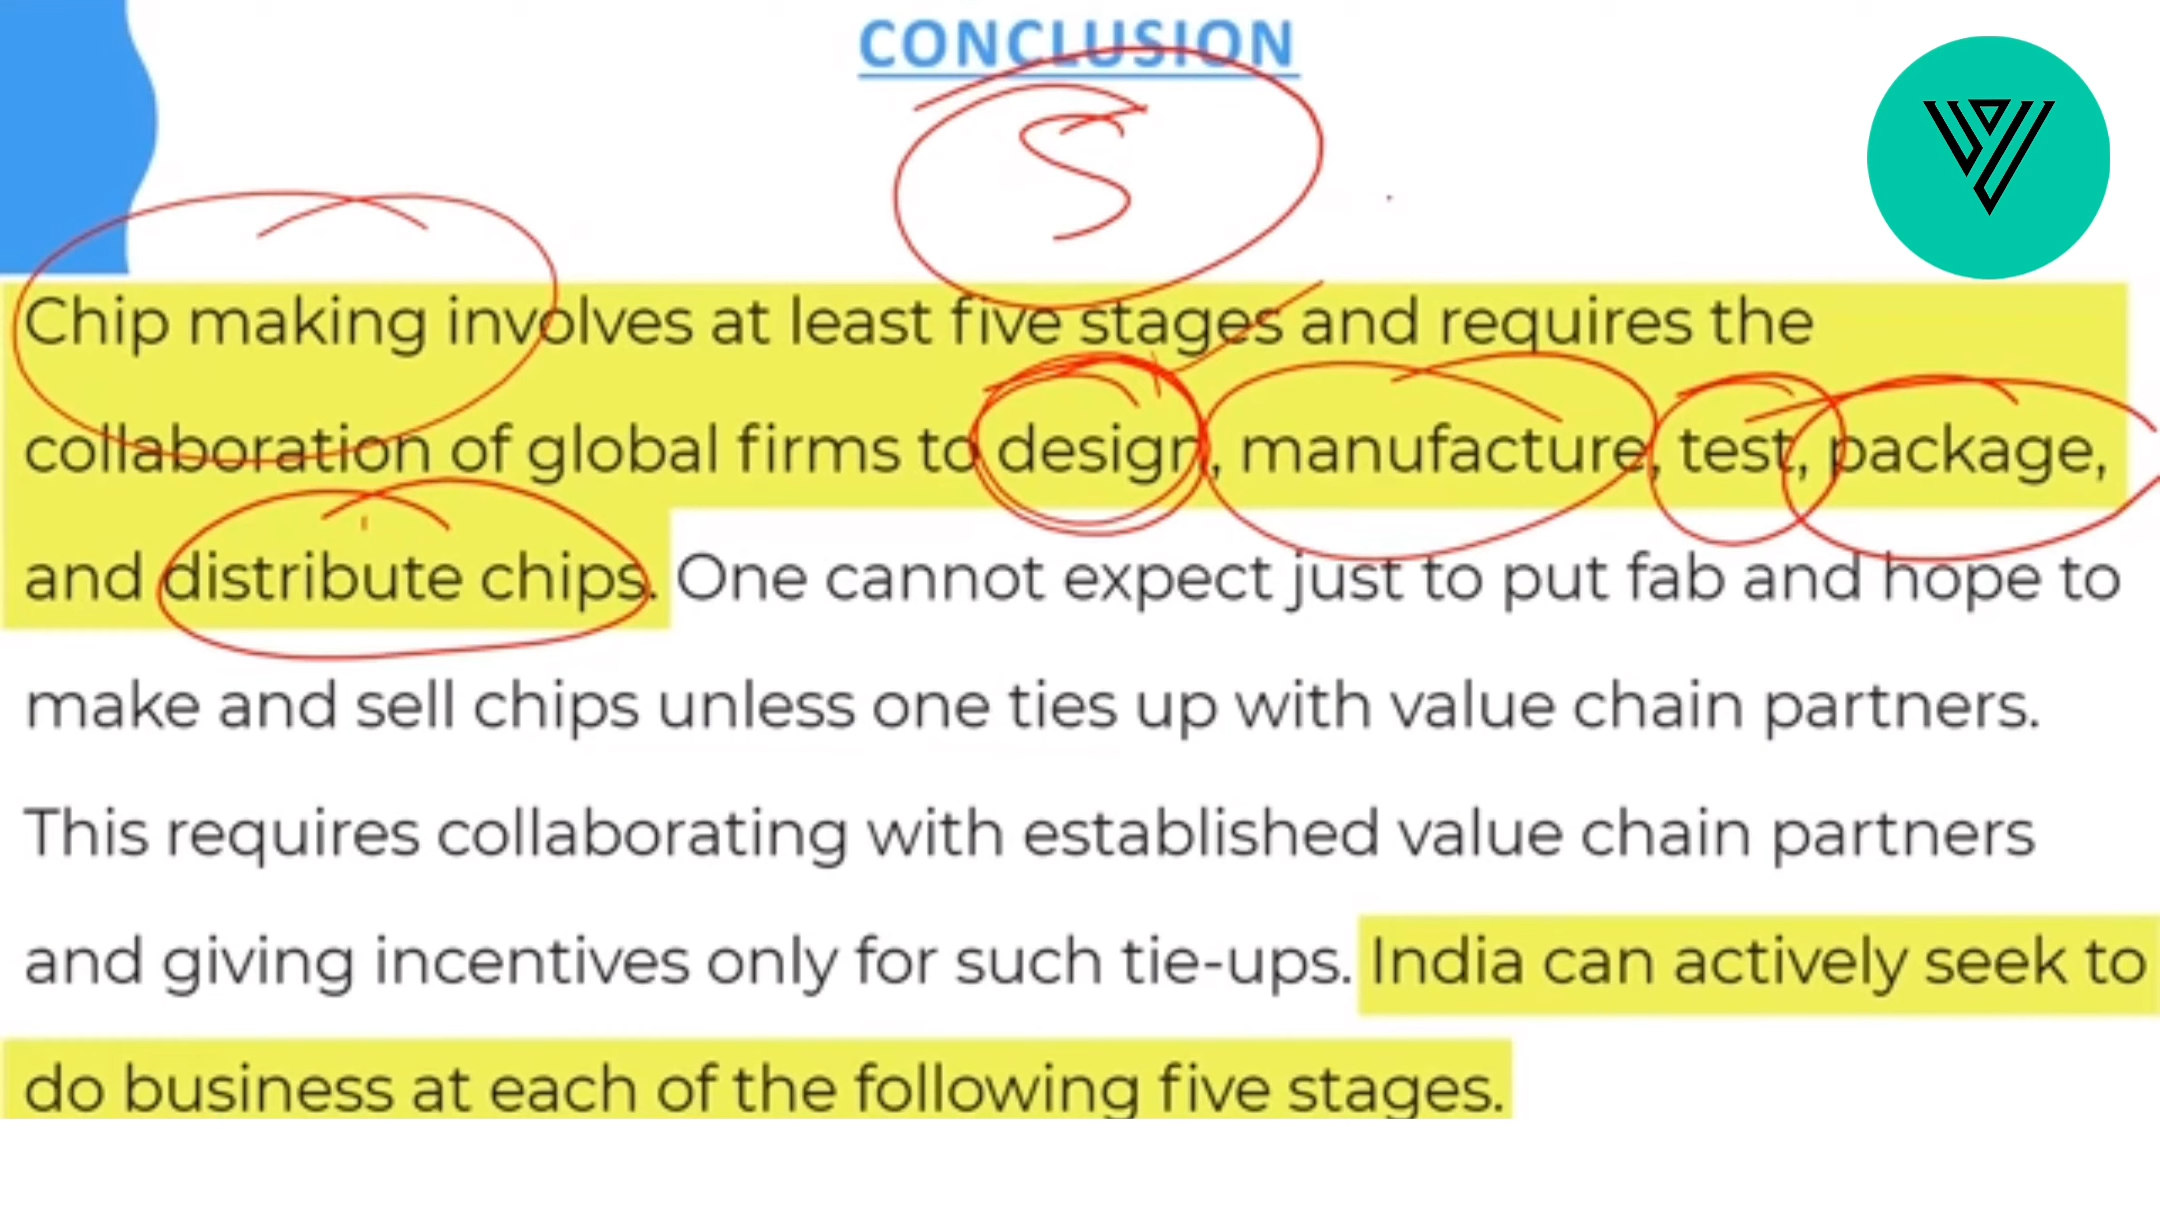 CONCLUSION
5
Chip making involves at least five stages and requires the
collaboration of global firms to design, manufacture, test, package,
and distribute chips. One cannot expect just to put fab and hope to
make and sell chips unless one ties up with value chain partners.
This requires collaborating with established value chain partners
and giving incentives only for such tie-ups. India can actively seek to
do business at each of the following five stages.